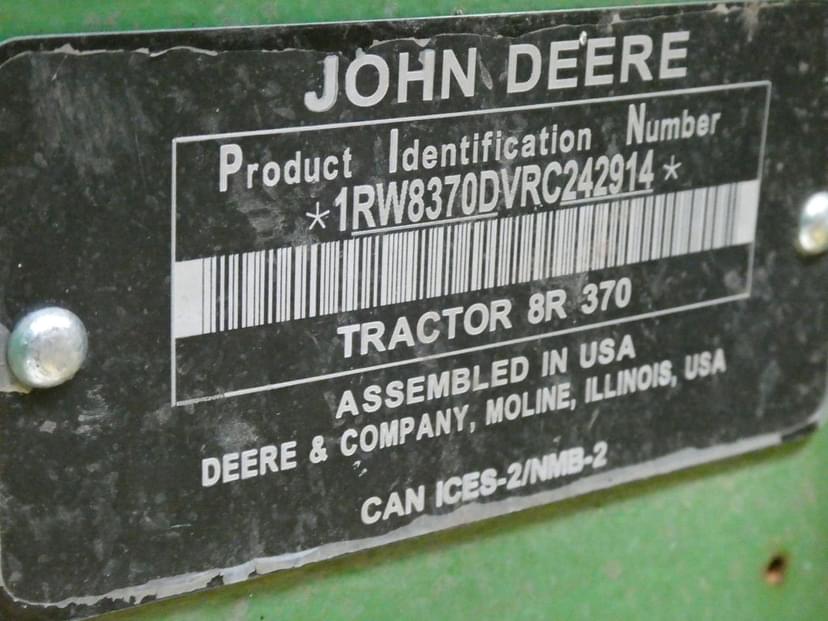 JOHN DEERE
Product Identification Number
*1RW8370DVRC242914*
TRACTOR 8R 370
ASSEMBLED IN USA
DEERE & COMPANY, MOLINE, ILLINOIS, USA
CAN ICES-2/NMB-2